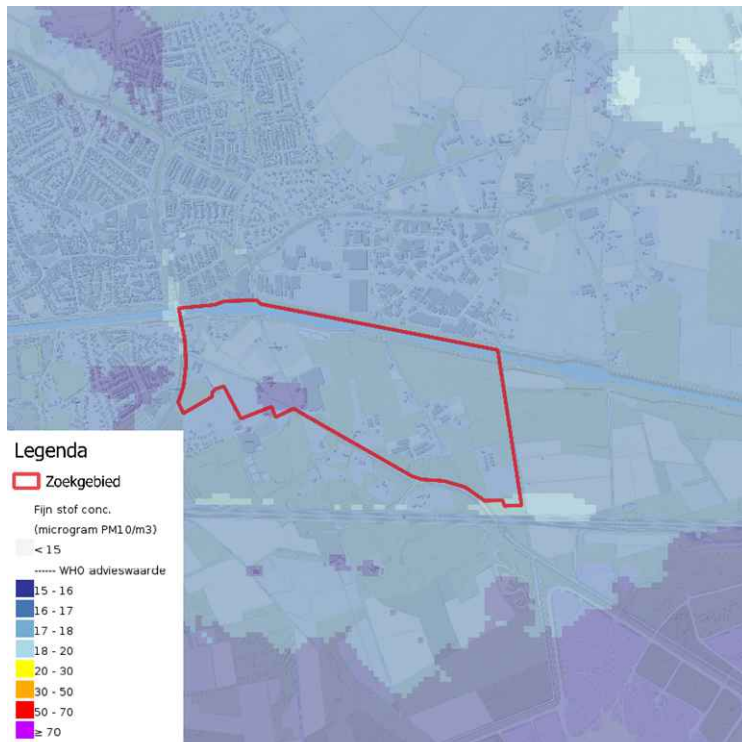 Legenda
Zoekgebied
Fijn stof conc.
(microgram PM10/m3)
< 15
------ WHO advieswaarde
15 - 16
16 - 17
17 - 18
18 - 20
20 - 30
30 - 50
50 - 70
≥ 70